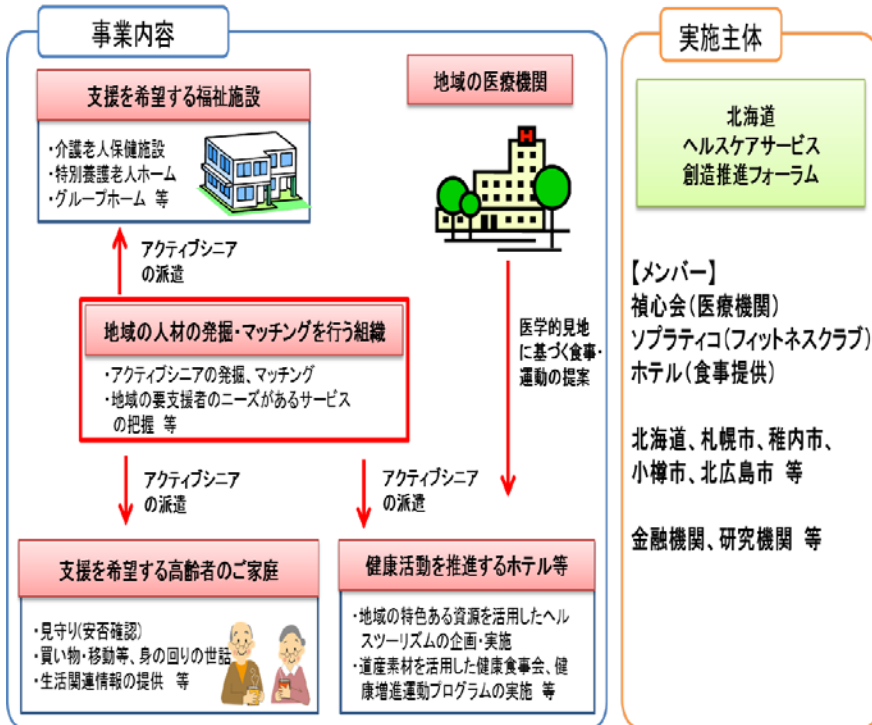 事業内容
支援を希望する福祉施設
・介護老人保健施設
・特別養護老人ホーム
・グループホーム 等
地域の医療機関
H
アクティブシニア
の派遣
地域の人材の発掘・マッチングを行う組織
・アクティブシニアの発掘、マッチング
・地域の要支援者のニーズがあるサービス
の把握 等
医学的見地
に基づく食事・
運動の提案
アクティブシニア
の派遣
アクティブシニア
の派遣
支援を希望する高齢者のご家庭
・見守り(安否確認)
・買い物・移動等、身の回りの世話
・生活関連情報の提供 等
健康活動を推進するホテル等
・地域の特色ある資源を活用したヘル
スツーリズムの企画・実施
・道産素材を活用した健康食事会、健
康増進運動プログラムの実施 等
実施主体
北海道
ヘルスケアサービス
創造推進フォーラム
【メンバー】
禎心会(医療機関)
ソプラティコ(フィットネスクラブ)
ホテル(食事提供)
北海道、札幌市、稚内市、
小樽市、北広島市 等
金融機関、研究機関 等